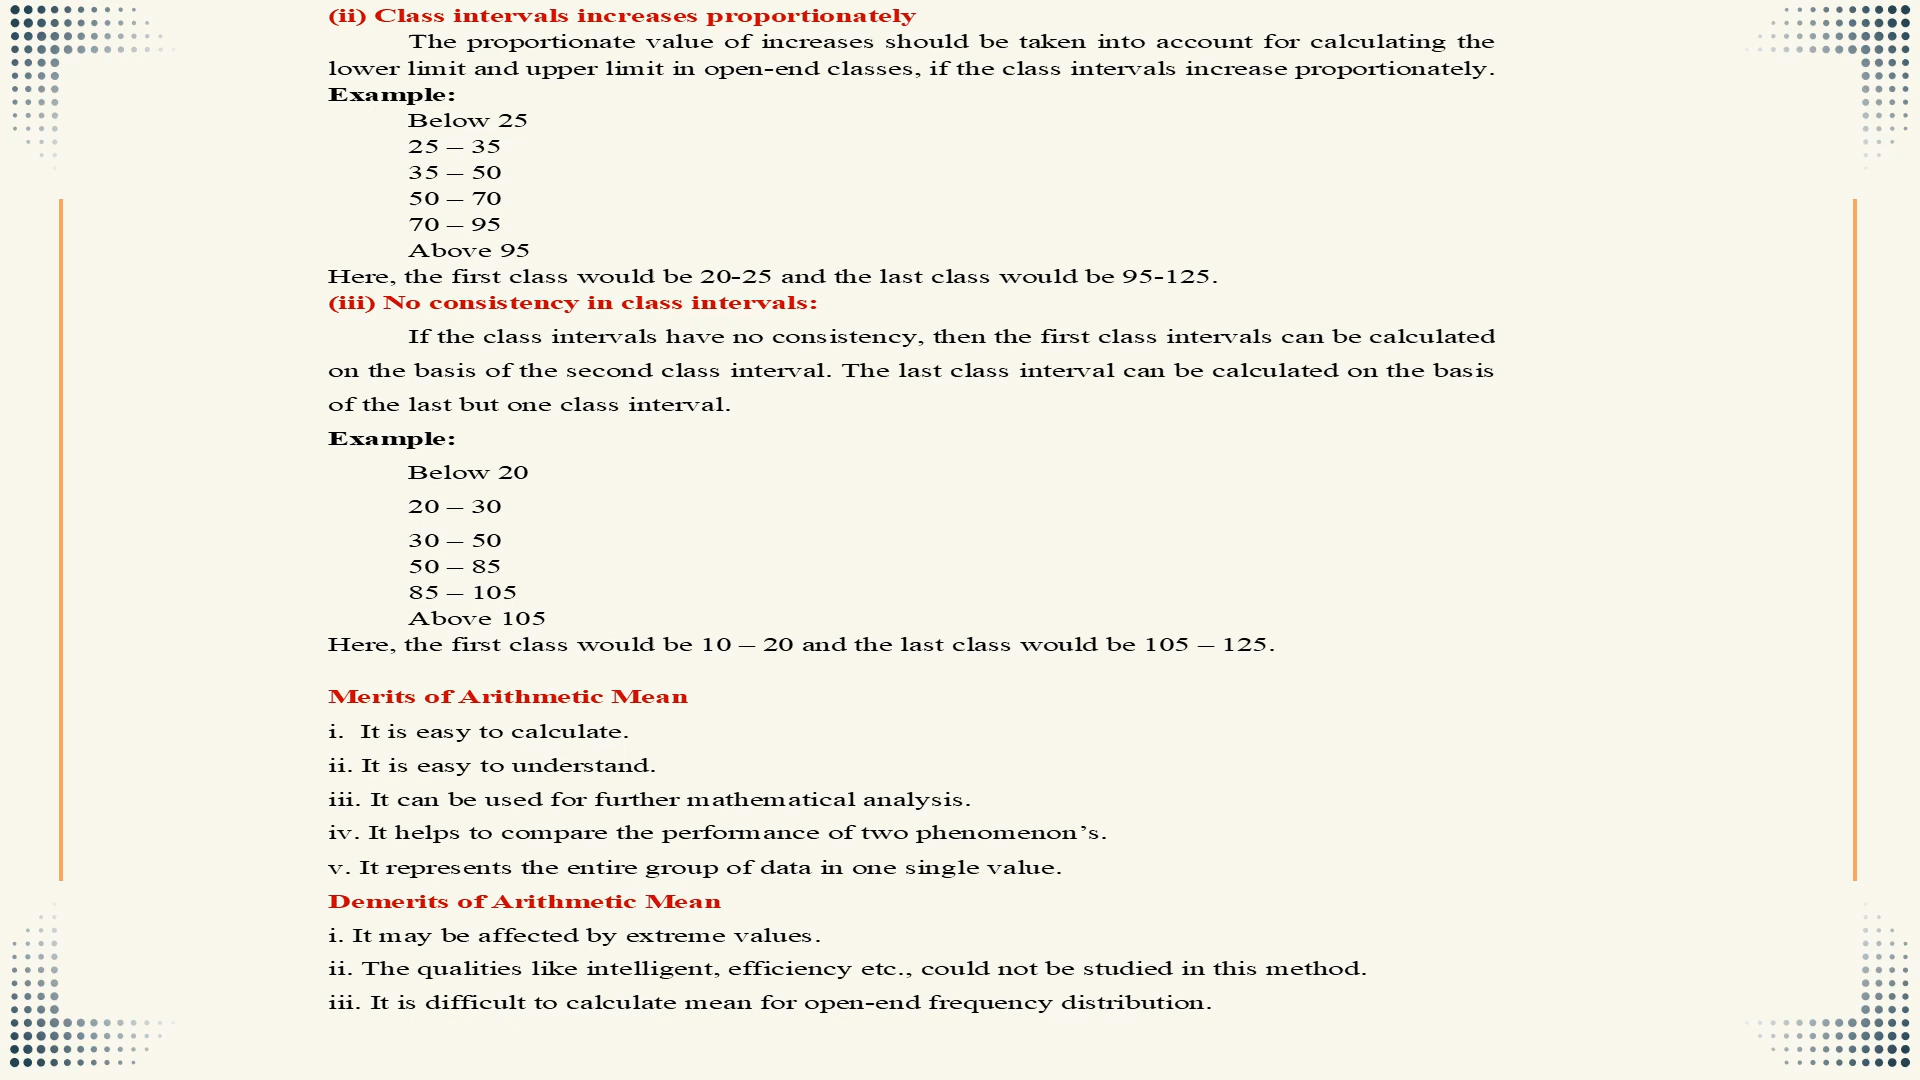 (ii) Class intervals increases proportionately
The proportionate value of increases should be taken into account for calculating the
lower limit and upper limit in open-end classes, if the class intervals increase proportionately.
Example:
Below 25
25 – 35
35 – 50
50 – 70
70 – 95
Above 95
Here, the first class would be 20-25 and the last class would be 95-125.
(iii) No consistency in class intervals:
If the class intervals have no consistency, then the first class intervals can be calculated
on the basis of the second class interval. The last class interval can be calculated on the basis
of the last but one class interval.
Example:
Below 20
20 – 30
30 – 50
50 – 85
85 – 105
Above 105
Here, the first class would be 10 – 20 and the last class would be 105 – 125.
Merits of Arithmetic Mean
i. It is easy to calculate.
ii. It is easy to understand.
iii. It can be used for further mathematical analysis.
iv. It helps to compare the performance of two phenomenon’s.
v. It represents the entire group of data in one single value.
Demerits of Arithmetic Mean
i. It may be affected by extreme values.
ii. The qualities like intelligent, efficiency etc., could not be studied in this method.
iii. It is difficult to calculate mean for open-end frequency distribution.